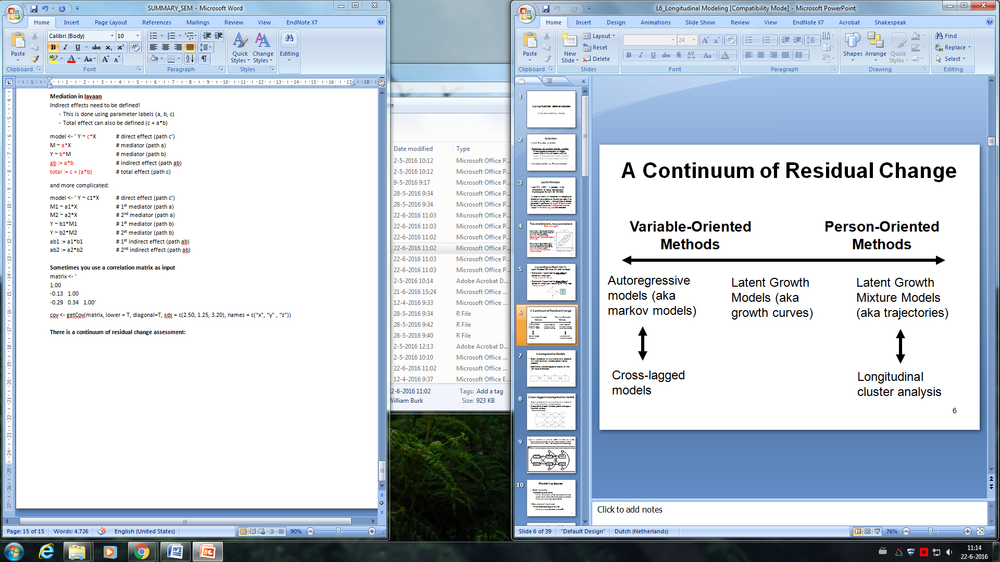 SUMMARY_SEM - Microsoft Word
Home Insert Page Layout References Mailings Review View EndNote X7
Calibri (Body) 10
Paste
Quick Styles
Change Styles
Editing
Clipboard Font Paragraph Styles
Mediation in lavaan
Indirect effects need to be defined!
- This is done using parameter labels (a, b, c)
- Total effect can also be defined (c + a*b)
model <- ' Y ~ c*X # direct effect (path c')
M ~ a*X # mediator (path a)
Y ~ b*M # mediator (path b)
ab := a*b # indirect effect (path ab)
total := c + (a*b) # total effect (path c)
and more complicated:
model <- ' Y ~ c1*X # direct effect (path c')
M1 ~ a1*X # 1st mediator (path a)
M2 ~ a2*X # 2nd mediator (path a)
Y ~ b1*M1 # 1st mediator (path b)
Y ~ b2*M2 # 2st mediator (path b)
ab1 := a1*b1 # 1st indirect effect (path ab)
ab2 := a2*b2 # 2nd indirect effect (path ab)
Sometimes you use a correlation matrix as input
matrix <- '
1.00
-0.13 1.00
-0.29 0.34 1.00'
cov <- getCov(matrix, lower = T, diagonal=T, sds = c(2.50, 1.25, 3.20), names = c("x", "y" , "z"))
There is a continuum of residual change assessment:
Page: 15 of 15 Words: 4.726 English (United States) 90%
Date modified Type
2-5-2016 10:12 Microsoft Office P...
2-5-2016 10:12 Microsoft Office P...
9-5-2016 9:17 Microsoft Office P...
28-5-2016 9:34 Microsoft Office P...
28-5-2016 9:34 Microsoft Office P...
22-6-2016 11:03 Microsoft Office P...
22-6-2016 11:03 Microsoft Office P...
22-6-2016 11:02 Microsoft Office P...
22-6-2016 11:02 Microsoft Office P...
22-6-2016 11:03 Microsoft Office P...
22-6-2016 11:03 Microsoft Office P...
2-5-2016 10:14 Adobe Acrobat D...
21-6-2016 15:24 Microsoft Office ...
12-4-2016 9:33 Microsoft Office ...
28-5-2016 9:34 R File
28-5-2016 9:42 R File
28-5-2016 9:40 R File
2-5-2016 12:13 Adobe Acrobat D...
2-5-2016 10:10 Microsoft Office ...
22-6-2016 11:02 Microsoft Office ...
12-4-2016 9:37 Microsoft Office E...
2-6-2016 11:02 Tags: Add a tag
William Burk Size: 923 KB
L6_Longitudinal Modeling [Compatibility Mode] - Microsoft PowerPoint
Home Insert Design Animations Slide Show Review View EndNote X7 Acrobat Shakespeak
Paste
New Slide
Layout
Reset
Delete
24
Shapes Arrange Quick Styles
Find
Replace
Select
Clipboard Slides Font Paragraph Drawing Editing
1
Longitudinal data analyses
2
Overview
3
Lord's Paradox
4
Two statisticians, two conclusions
5
According to Pearl (2014)
6
A Continuum of Residual Change
7
Autoregressive Models
8
Cross-lagged autoregressive models
9
10
Modeling Issues
A Continuum of Residual Change
Variable-Oriented Methods
Person-Oriented Methods
Autoregressive models (aka markov models)
Latent Growth Models (aka growth curves)
Latent Growth Mixture Models (aka trajectories)
Cross-lagged models
Longitudinal cluster analysis
6
Click to add notes
Slide 6 of 39 "Default Design" Dutch (Netherlands) 76%
11:14
22-6-2016